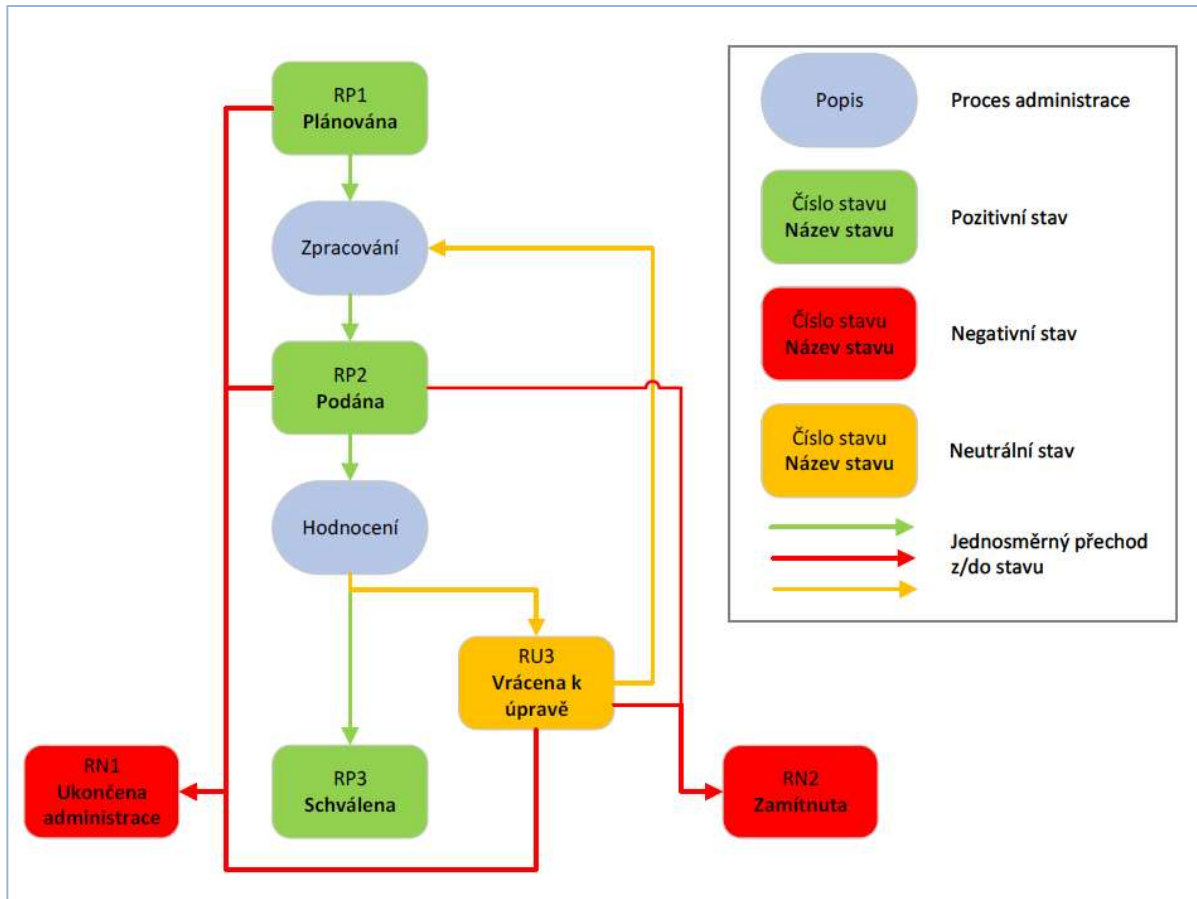 RP1
Plánována
Zpracování
RP2
Podána
Hodnocení
RU3
Vrácena k
úpravě
RN1
Ukončena
administrace
RP3
Schválena
RN2
Zamítnuta
Popis
Proces administrace
Číslo stavu
Název stavu
Pozitivní stav
Číslo stavu
Název stavu
Negativní stav
Číslo stavu
Název stavu
Neutrální stav
Jednosměrný přechod
z/do stavu